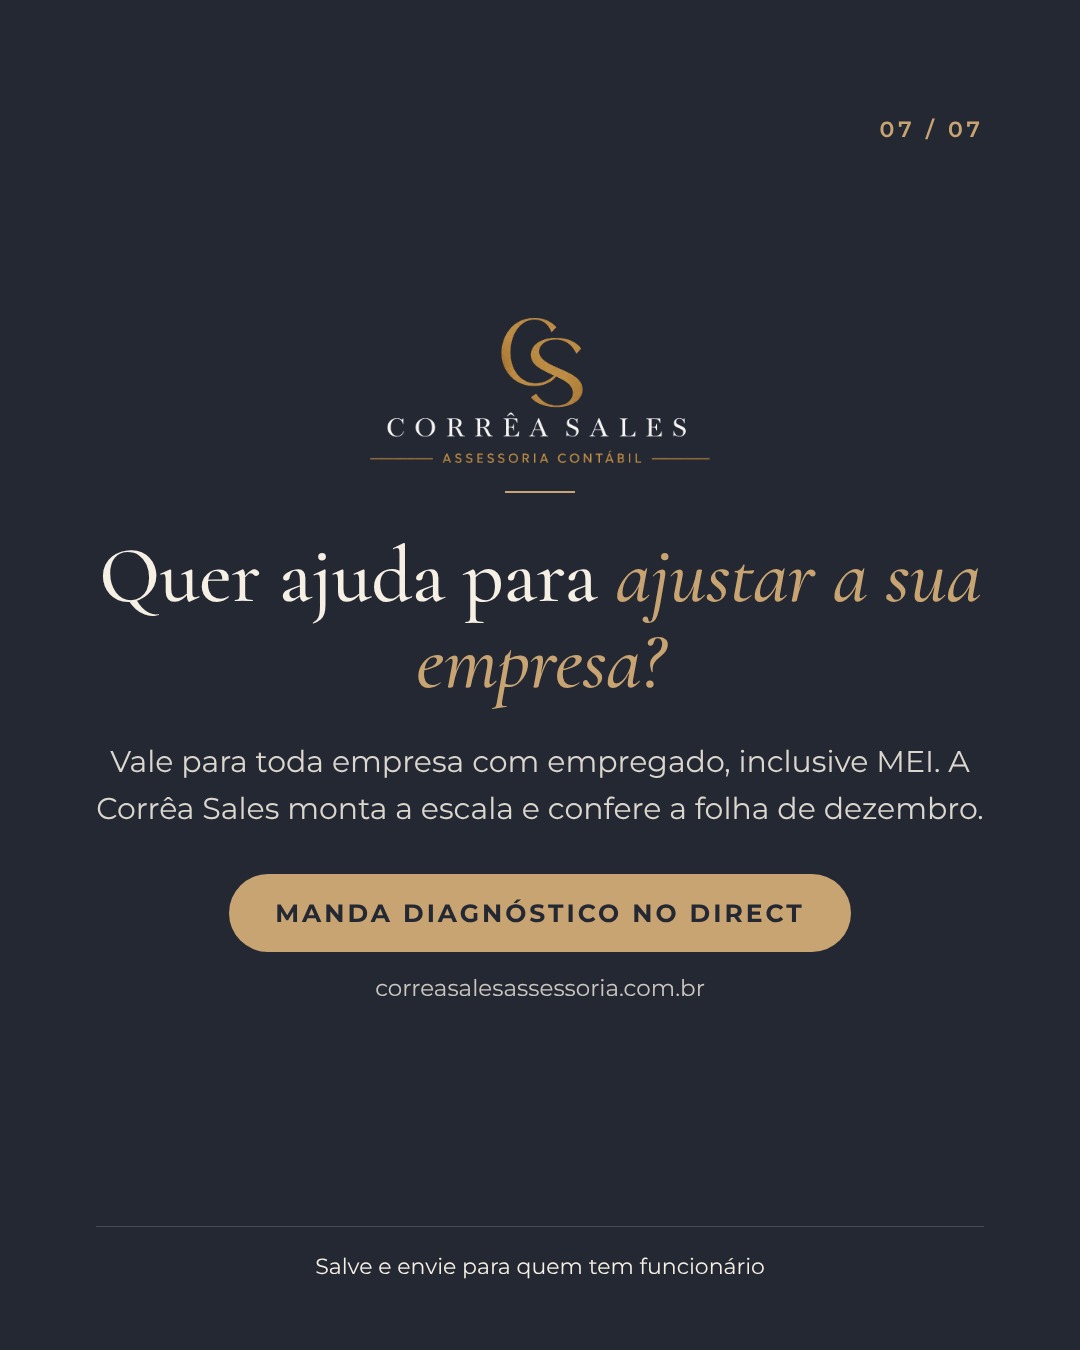 07 / 07
CS
CORRÊA SALES
ASSESSORIA CONTÁBIL
Quer ajuda para ajustar a sua
empresa?
Vale para toda empresa com empregado, inclusive MEI. A
Corrêa Sales monta a escala e confere a folha de dezembro.
MANDA DIAGNÓSTICO NO DIRECT
correasalesassessoria.com.br
Salve e envie para quem tem funcionário